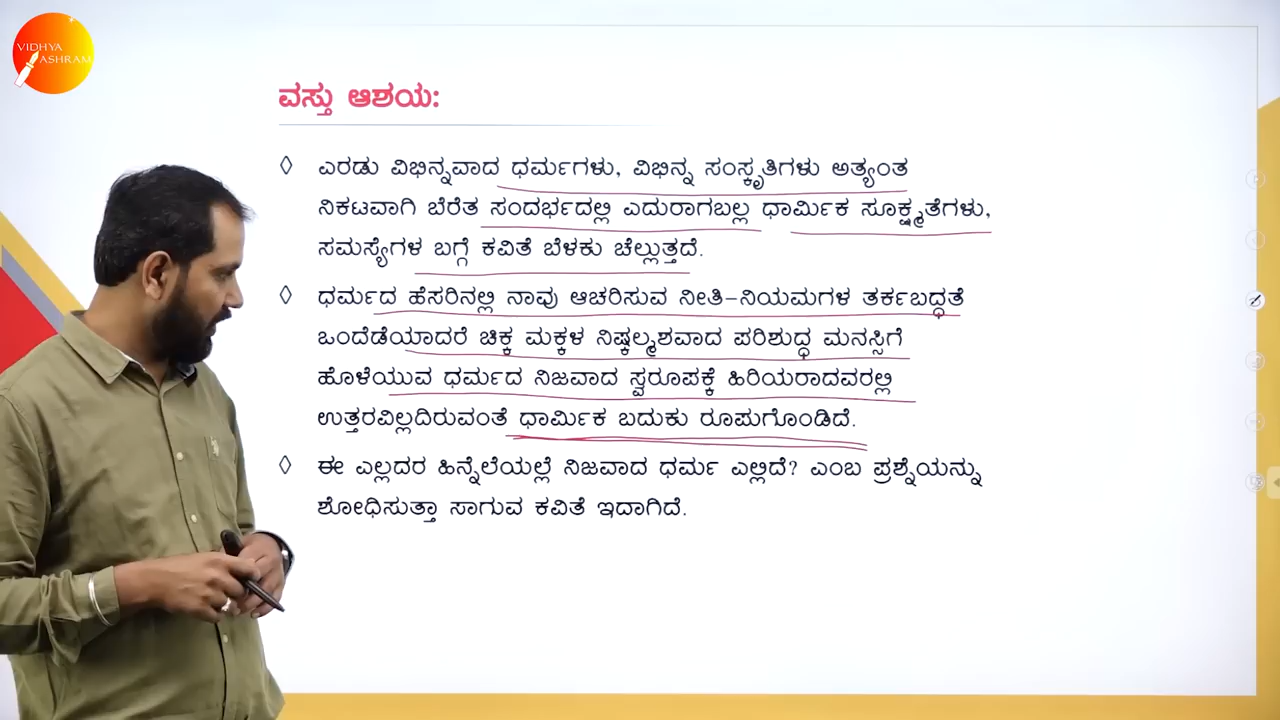 VIDHYA
ASHRAM
ವಸ್ತು ಆಶಯ:
◊ ಎರಡು ವಿಭಿನ್ನವಾದ ಧರ್ಮಗಳು, ವಿಭಿನ್ನ ಸಂಸ್ಕೃತಿಗಳು ಅತ್ಯಂತ
ನಿಕಟವಾಗಿ ಬೆರೆತ ಸಂದರ್ಭದಲ್ಲಿ ಎದುರಾಗಬಲ್ಲ ಧಾರ್ಮಿಕ ಸೂಕ್ಷ್ಮತೆಗಳು,
ಸಮಸ್ಯೆಗಳ ಬಗ್ಗೆ ಕವಿತೆ ಬೆಳಕು ಚೆಲ್ಲುತ್ತದೆ.
◊ ಧರ್ಮದ ಹೆಸರಿನಲ್ಲಿ ನಾವು ಆಚರಿಸುವ ನೀತಿ-ನಿಯಮಗಳ ತರ್ಕಬದ್ಧತೆ
ಒಂದೆಡೆಯಾದರೆ ಚಿಕ್ಕ ಮಕ್ಕಳ ನಿಷ್ಕಲ್ಮಶವಾದ ಪರಿಶುದ್ಧ ಮನಸ್ಸಿಗೆ
ಹೊಳೆಯುವ ಧರ್ಮದ ನಿಜವಾದ ಸ್ವರೂಪಕ್ಕೆ ಹಿರಿಯರಾದವರಲ್ಲಿ
ಉತ್ತರವಿಲ್ಲದಿರುವಂತೆ ಧಾರ್ಮಿಕ ಬದುಕು ರೂಪುಗೊಂಡಿದೆ.
◊ ಈ ಎಲ್ಲದರ ಹಿನ್ನೆಲೆಯಲ್ಲೆ ನಿಜವಾದ ಧರ್ಮ ಎಲ್ಲಿದೆ? ಎಂಬ ಪ್ರಶ್ನೆಯನ್ನು
ಶೋಧಿಸುತ್ತಾ ಸಾಗುವ ಕವಿತೆ ಇದಾಗಿದೆ.